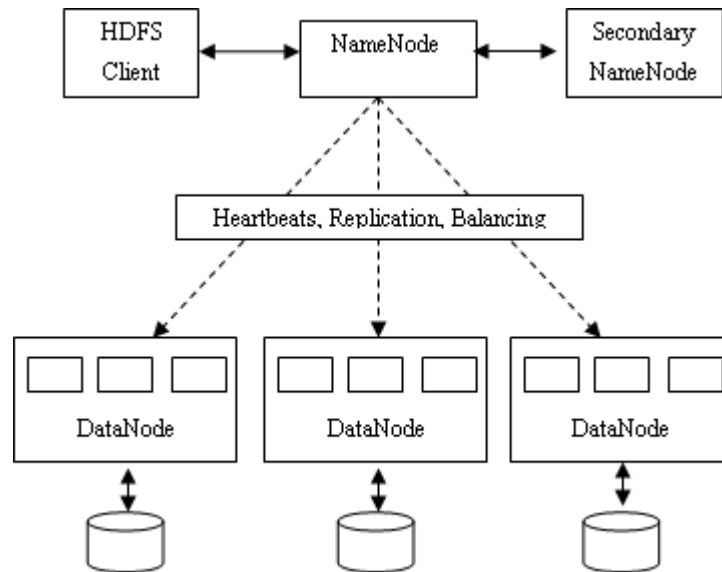 HDFS
Client
NameNode
Secondary
NameNode
Heartbeats, Replication, Balancing
DataNode
DataNode
DataNode